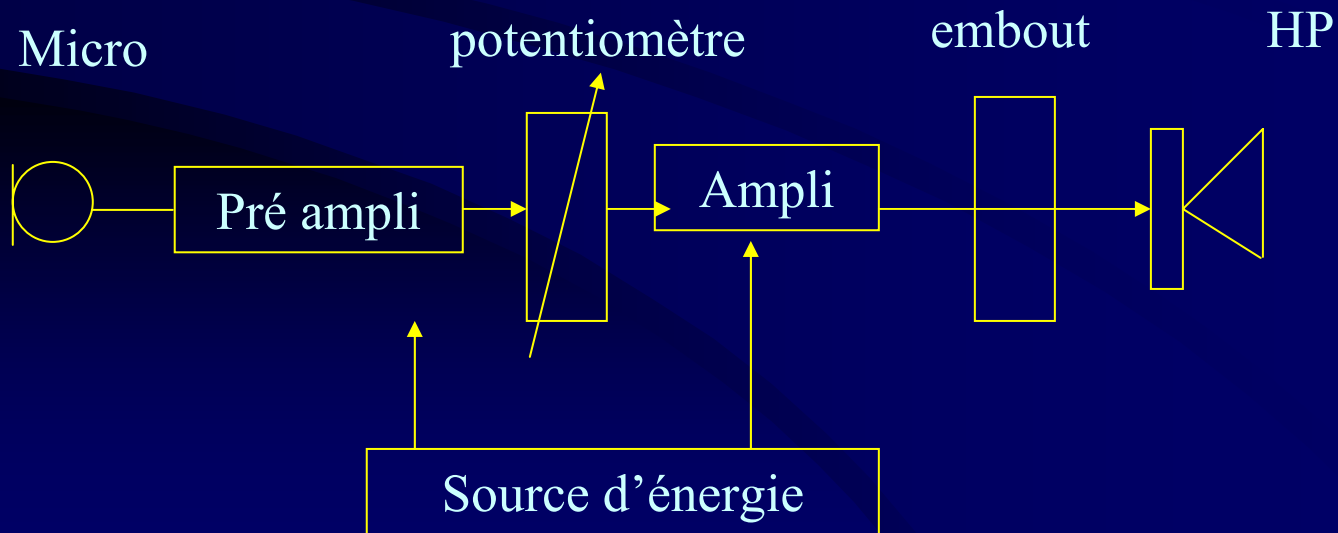 Micro
potentiomètre
embout
HP
Pré ampli
Ampli
Source d’énergie